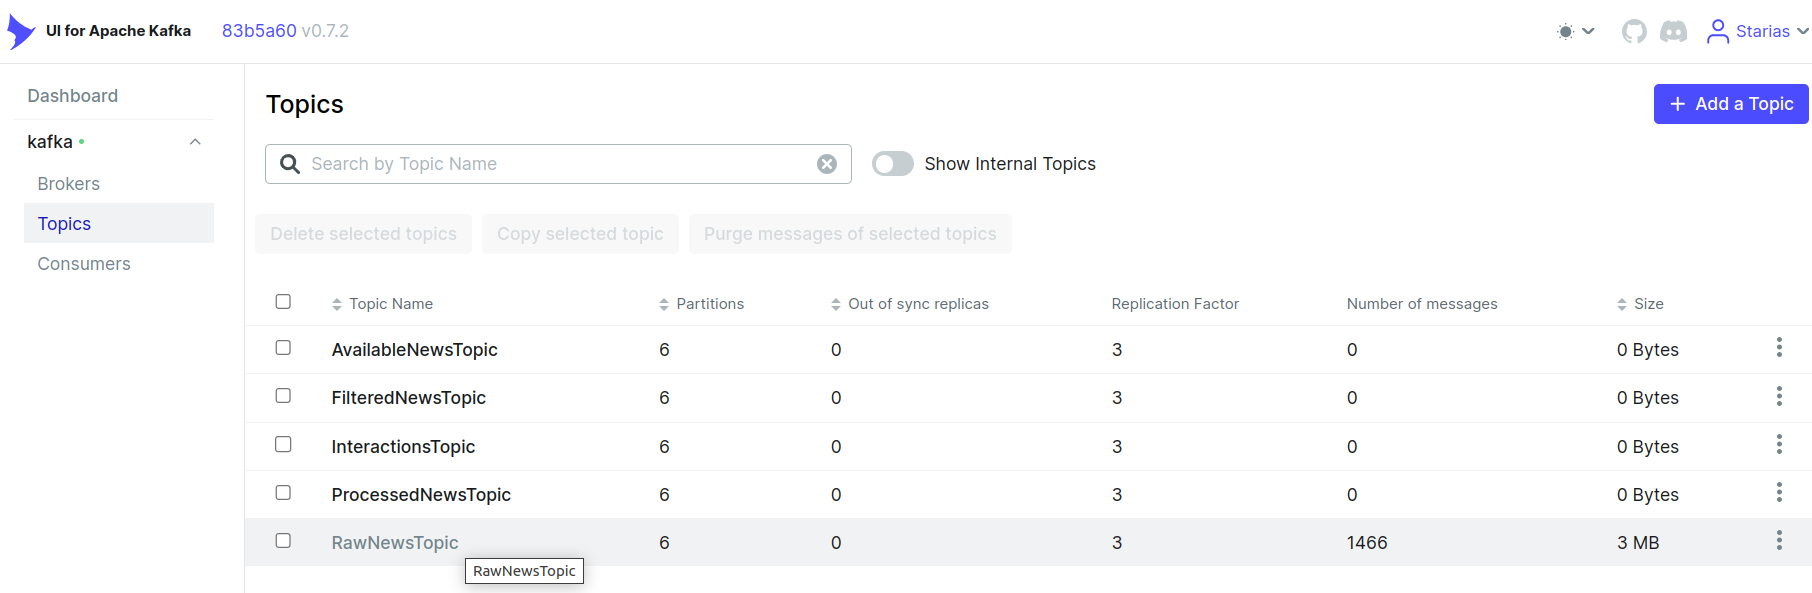 UI for Apache Kafka 83b5a60 v0.7.2 Starias
Dashboard
kafka
Brokers
Topics
Consumers
Topics
Add a Topic
Search by Topic Name
Show Internal Topics
Delete selected topics Copy selected topic Purge messages of selected topics
Topic Name Partitions Out of sync replicas Replication Factor Number of messages Size
AvailableNewsTopic 6 0 3 0 0 Bytes
FilteredNewsTopic 6 0 3 0 0 Bytes
InteractionsTopic 6 0 3 0 0 Bytes
ProcessedNewsTopic 6 0 3 0 0 Bytes
RawNewsTopic 6 0 3 1466 3 MB
RawNewsTopic